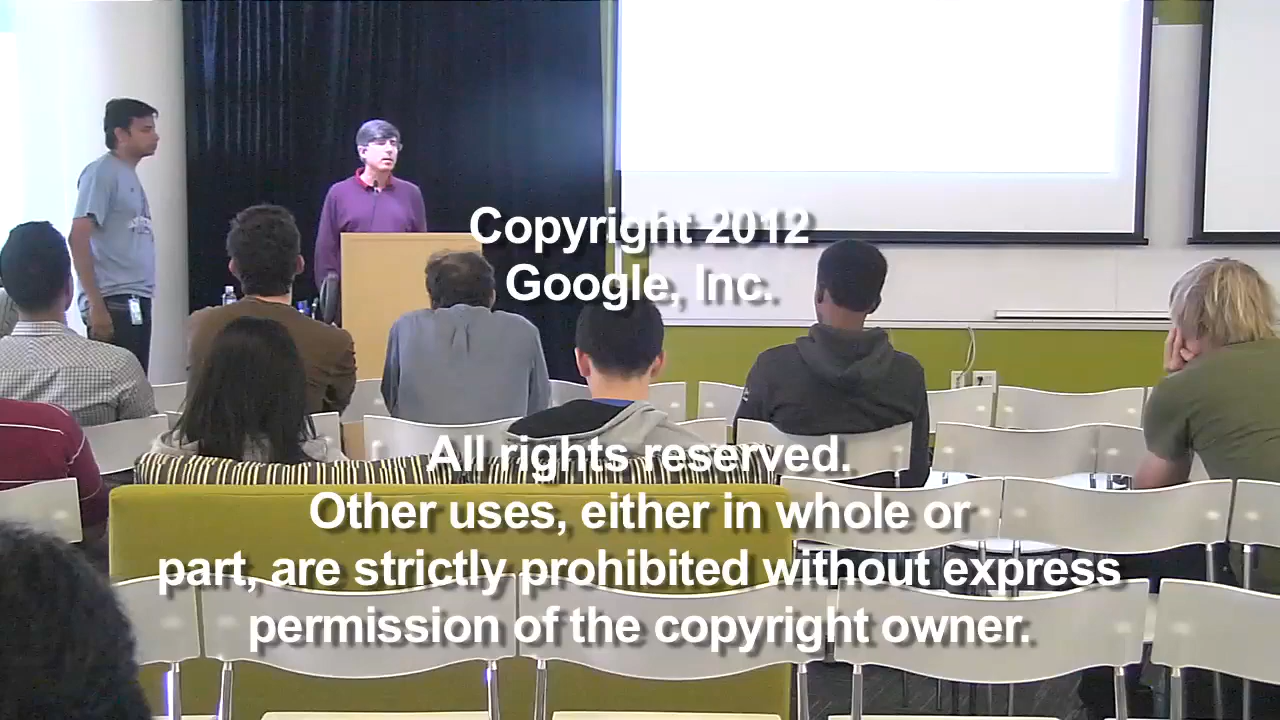 Copyright 2012
Google, Inc.
All rights reserved.
Other uses, either in whole or
part, are strictly prohibited without express
permission of the copyright owner.